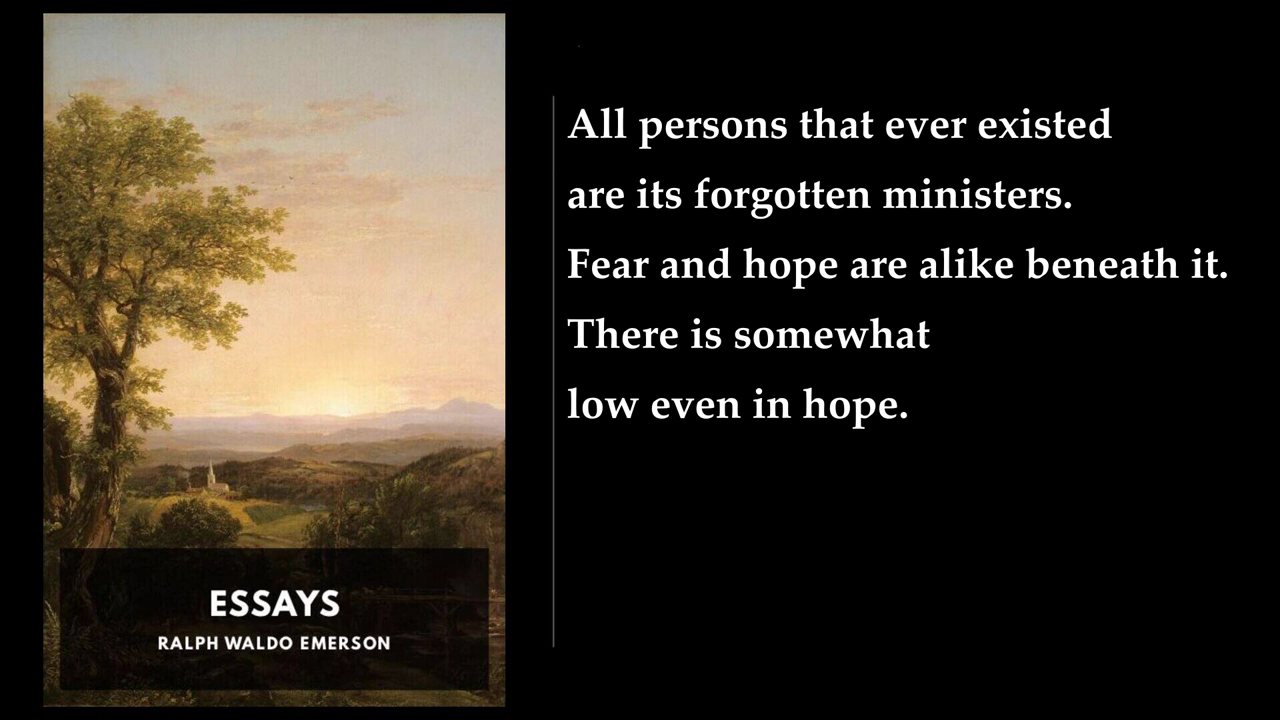 ESSAYS
RALPH WALDO EMERSON
All persons that ever existed
are its forgotten ministers.
Fear and hope are alike beneath it.
There is somewhat
low even in hope.